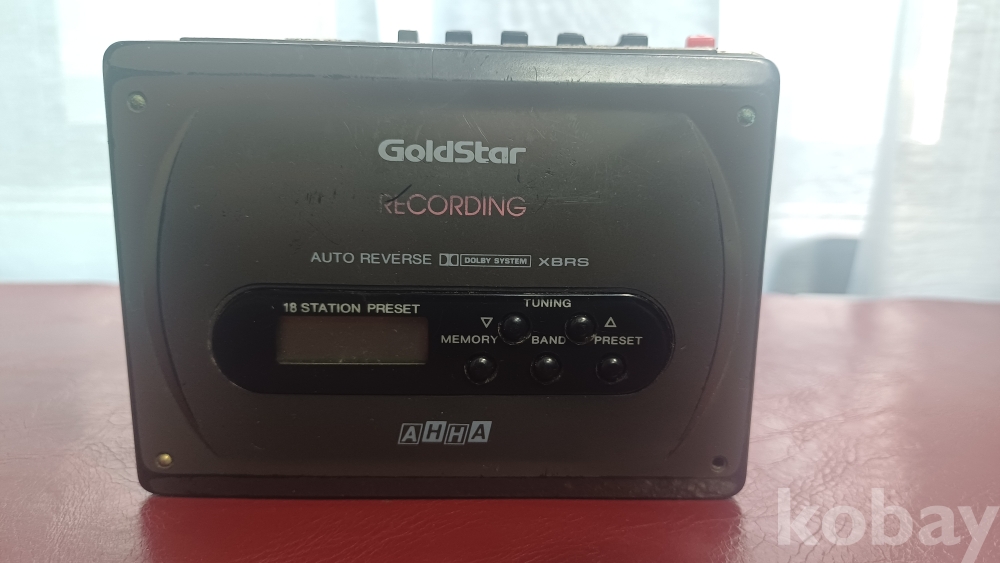 GoldStar
RECORDING
AUTO REVERSE DOLBY SYSTEM XBRS
18 STATION PRESET
TUNING
MEMORY BAND PRESET
AHHA
kobay